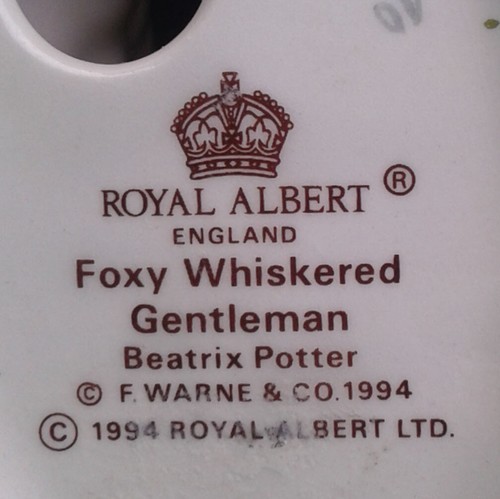 ROYAL ALBERT ®
ENGLAND
Foxy Whiskered
Gentleman
Beatrix Potter
© F. WARNE & CO. 1994
© 1994 ROYAL ALBERT LTD.